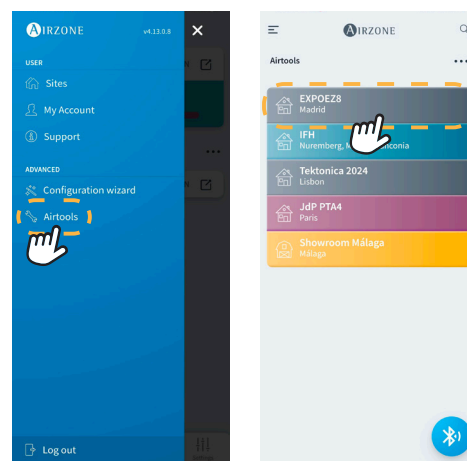 AIRZONE
v4.13.0.8
USER
Sites
My Account
Support
ADVANCED
Configuration wizard
Airtools
Log out
AIRZONE
Airtools
EXPOEZ8
Madrid
IFH
Nuremberg, M
Tektonica 2024
Lisbon
JdP PTA4
Paris
Showroom Málaga
Málaga